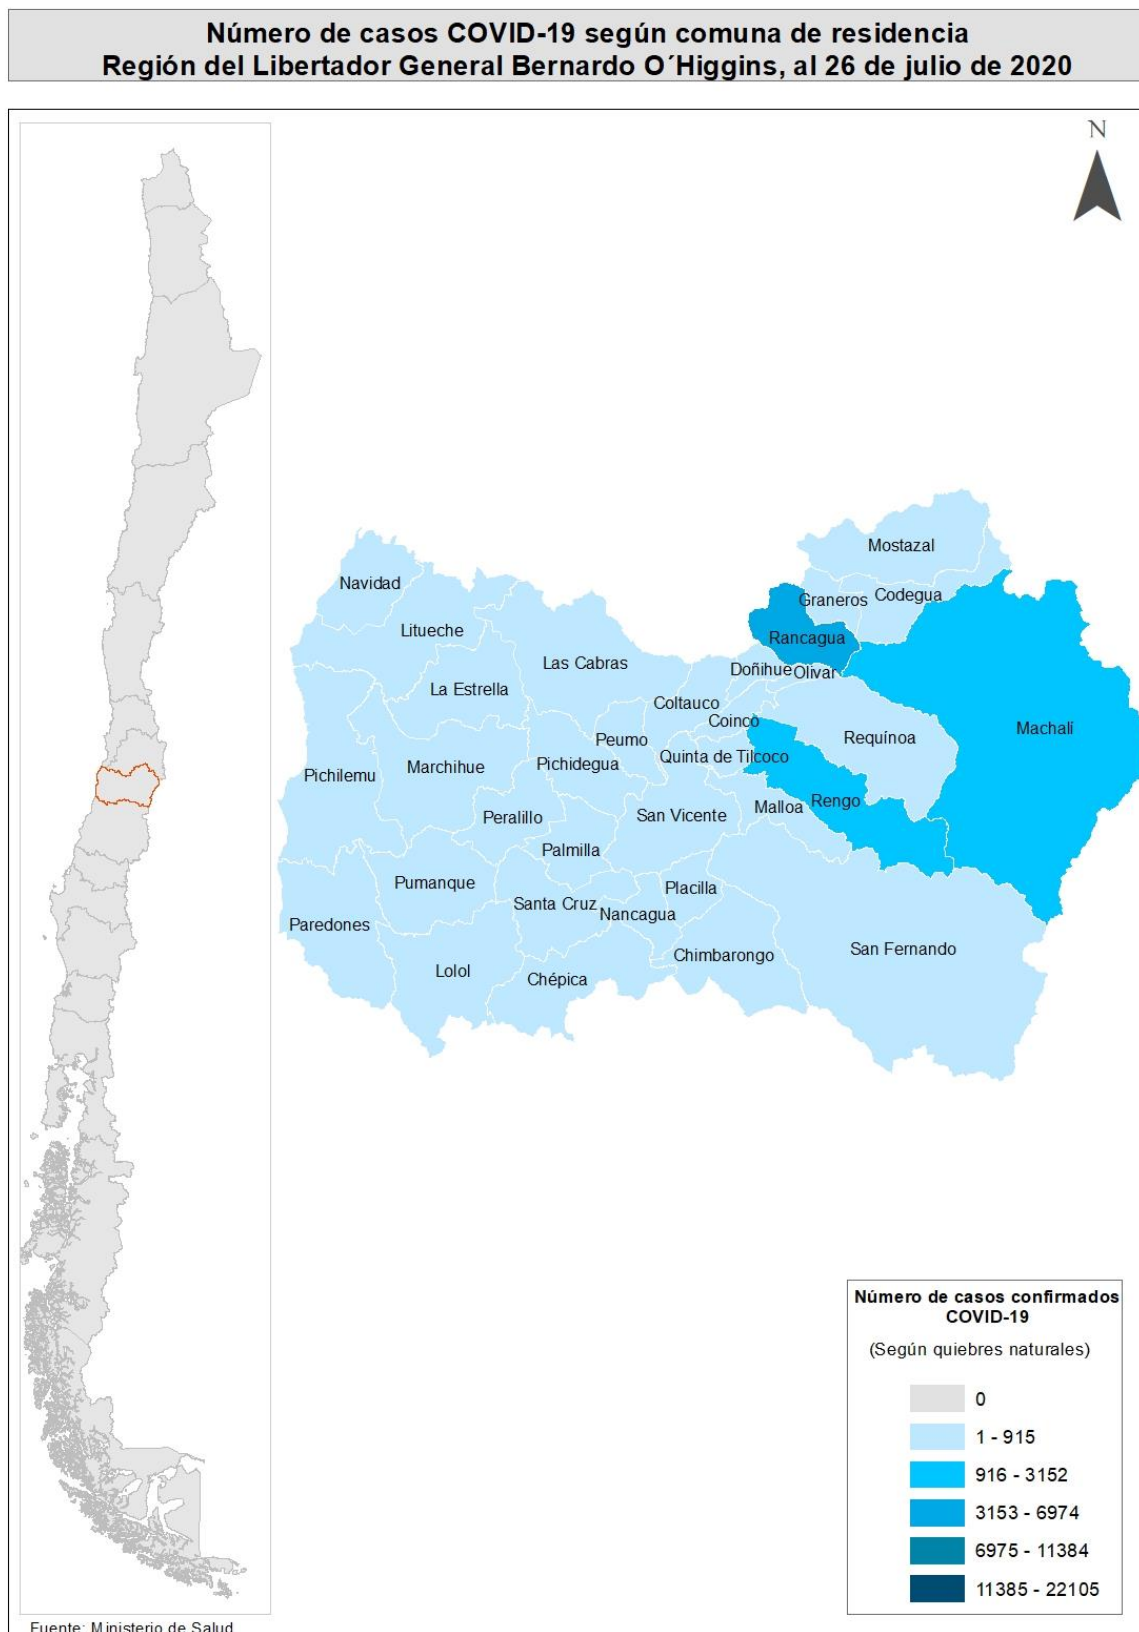 Número de casos COVID-19 según comuna de residencia
Región del Libertador General Bernardo O´Higgins, al 26 de julio de 2020
N
Mostazal
Navidad
Graneros
Codegua
Litueche
Rancagua
Las Cabras
Doñihue
Olivar
La Estrella
Coltauco
Coinco
Machalí
Peumo
Requínoa
Pichilemu
Marchihue
Pichidegua
Quinta de Tilcoco
Rengo
Malloa
Peralillo
San Vicente
Palmilla
Pumanque
Placilla
Santa Cruz
Nancagua
Paredones
San Fernando
Chimbarongo
Lolol
Chépica
Número de casos confirmados
COVID-19
(Según quiebres naturales)
0
1 - 915
916 - 3152
3153 - 6974
6975 - 11384
11385 - 22105
Fuente: Ministerio de Salud